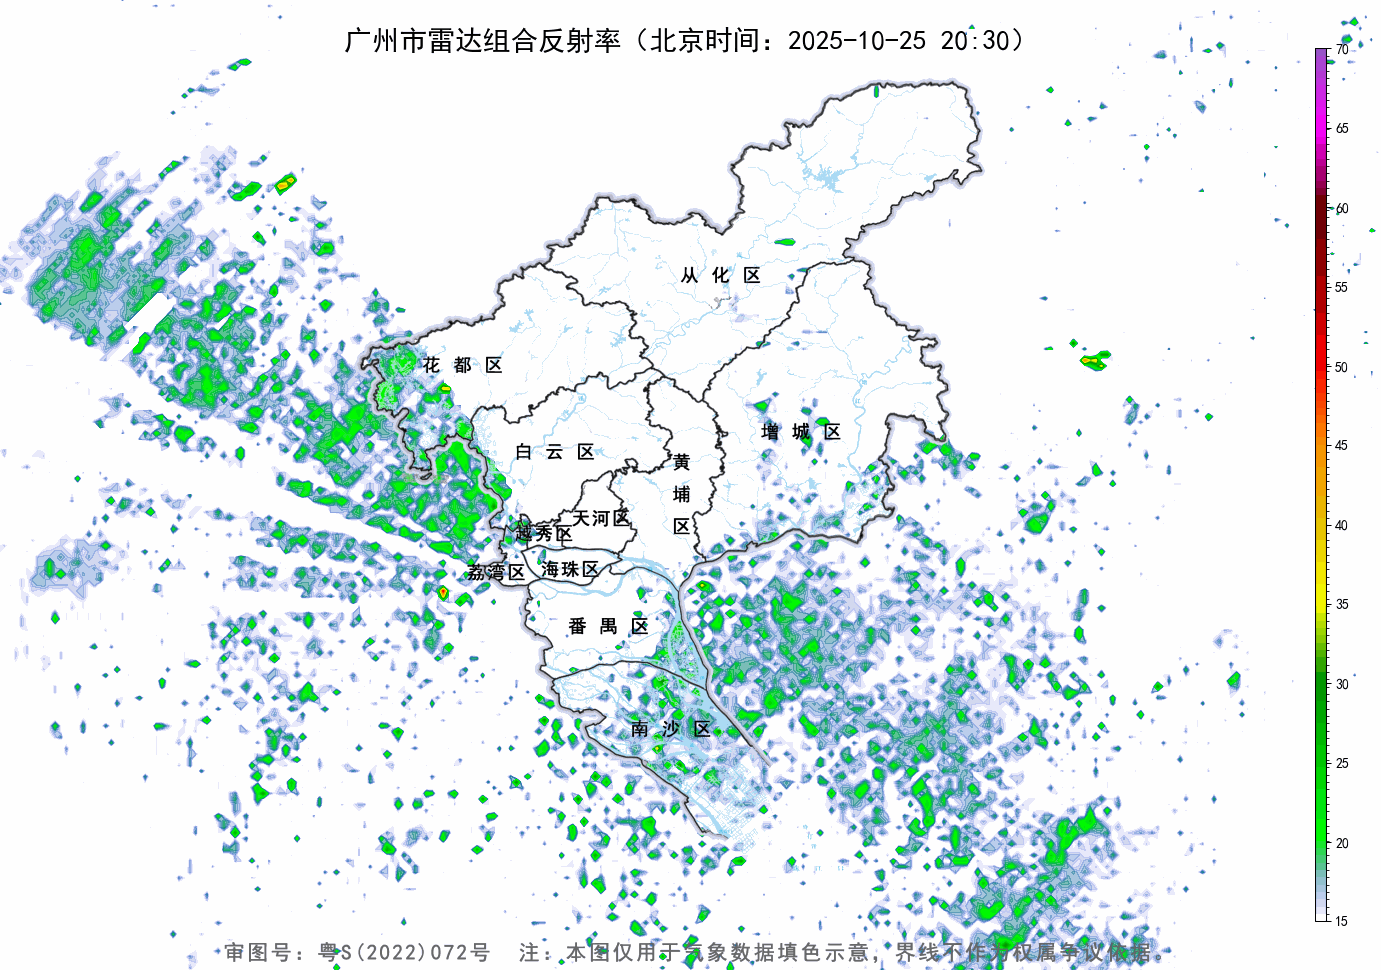 广州市雷达组合反射率（北京时间：2025-10-25 20:30）
70
65
60
55
50
45
40
35
30
25
20
15
从化区
花都区
增城区
白云区
黄埔区
天河区
越秀区
海珠区
荔湾区
番禺区
南沙区
审图号：粤S(2022)072号 注：本图仅用于气象数据填色示意，界线不作为权属争议依据。